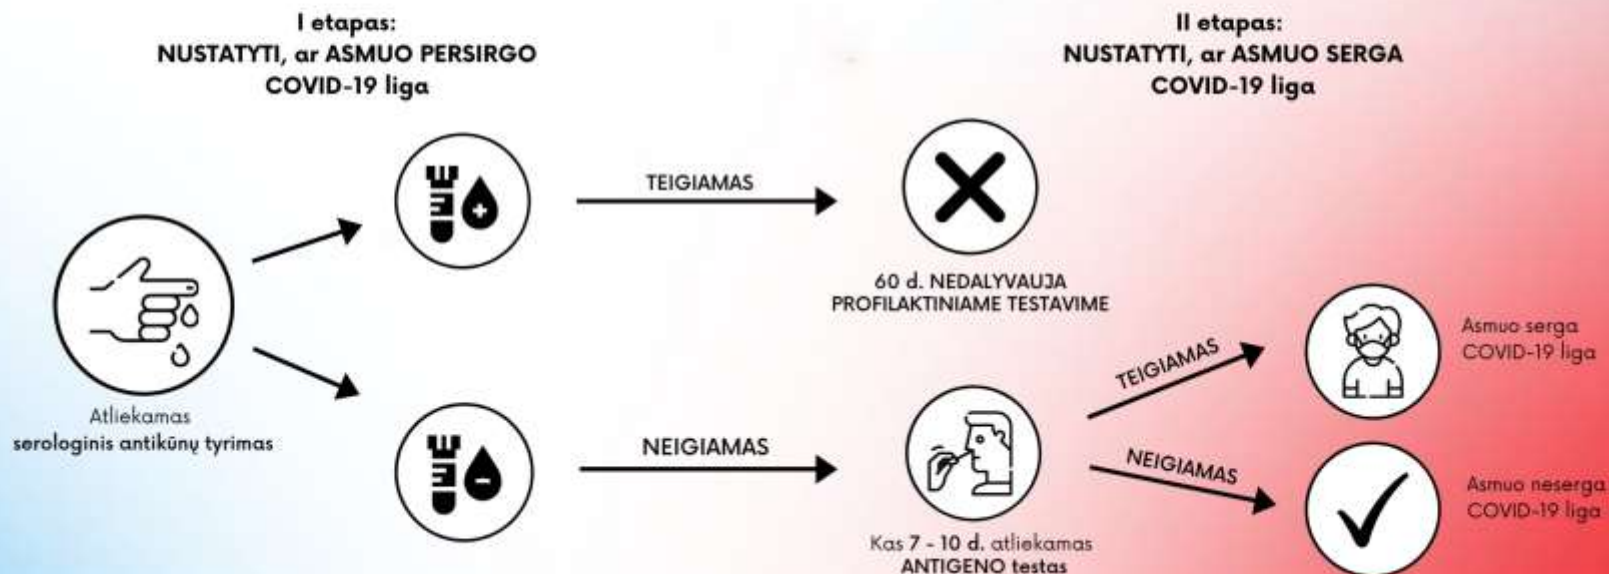 I etapas:
NUSTATYTI, ar ASMUO PERSIRGO
COVID-19 liga
II etapas:
NUSTATYTI, ar ASMUO SERGA
COVID-19 liga
TEIGIAMAS
60 d. NEDALYVAUJA
PROFILAKTINIAME TESTAVIME
Atliekamas
serologinis antikūnų tyrimas
NEIGIAMAS
Kas 7 - 10 d. atliekamas
ANTIGENO testas
TEIGIAMAS
Asmuo serga
COVID-19 liga
NEIGIAMAS
Asmuo neserga
COVID-19 liga